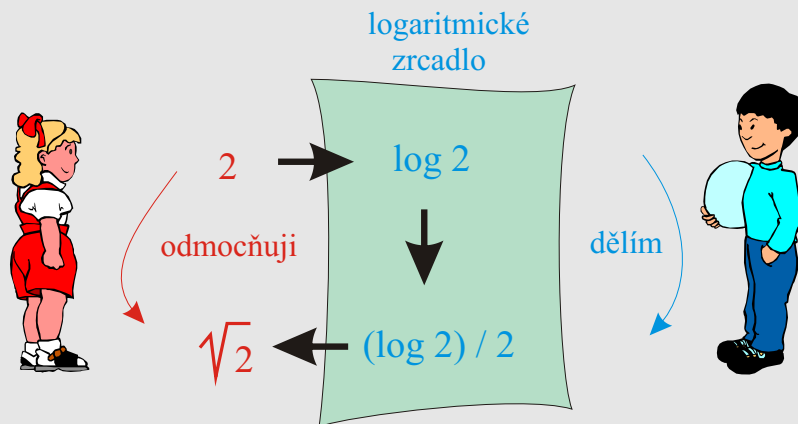 logaritmické
zrcadlo
2
log 2
odmocňuji
dělím
√2
(log 2) / 2